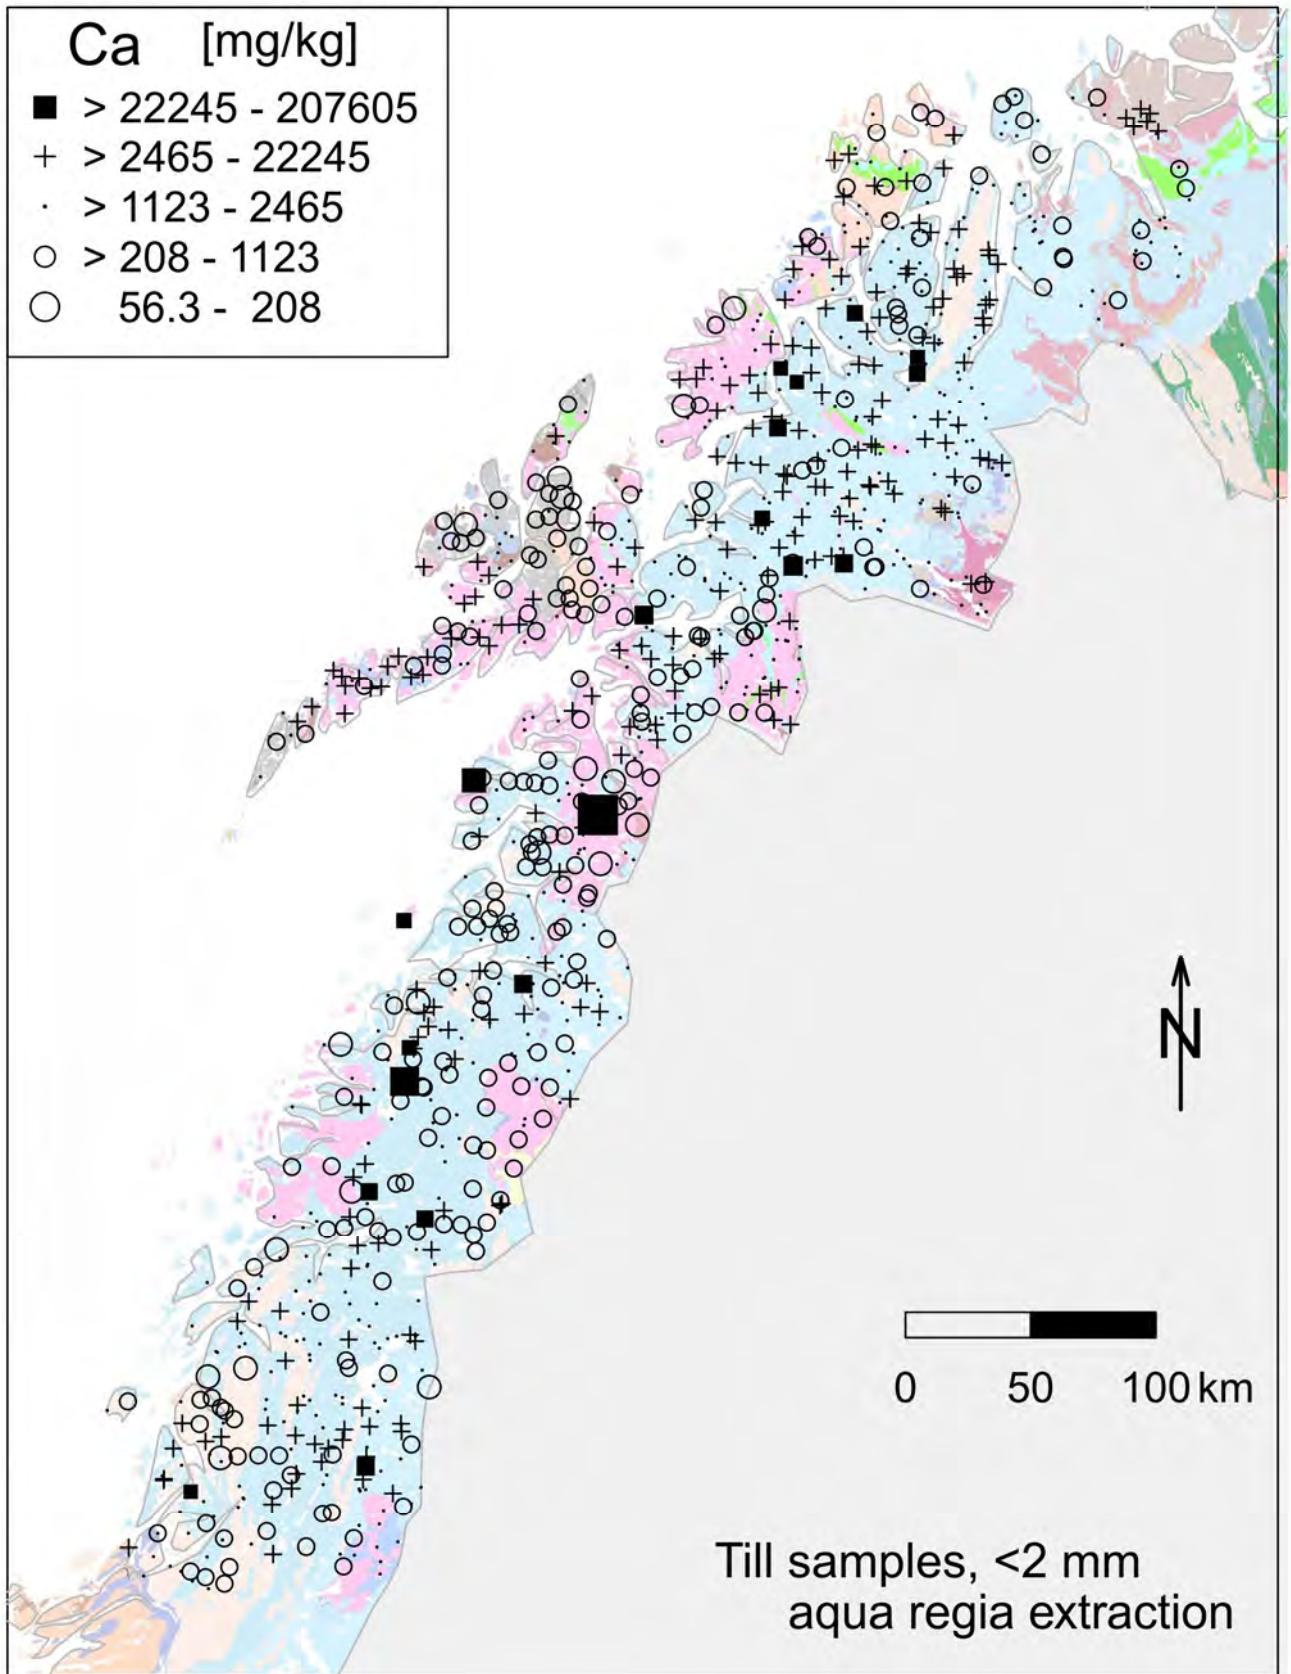 Ca [mg/kg]
> 22245 - 207605
> 2465 - 22245
> 1123 - 2465
> 208 - 1123
56.3 - 208
N
0 50 100 km
Till samples, <2 mm
aqua regia extraction